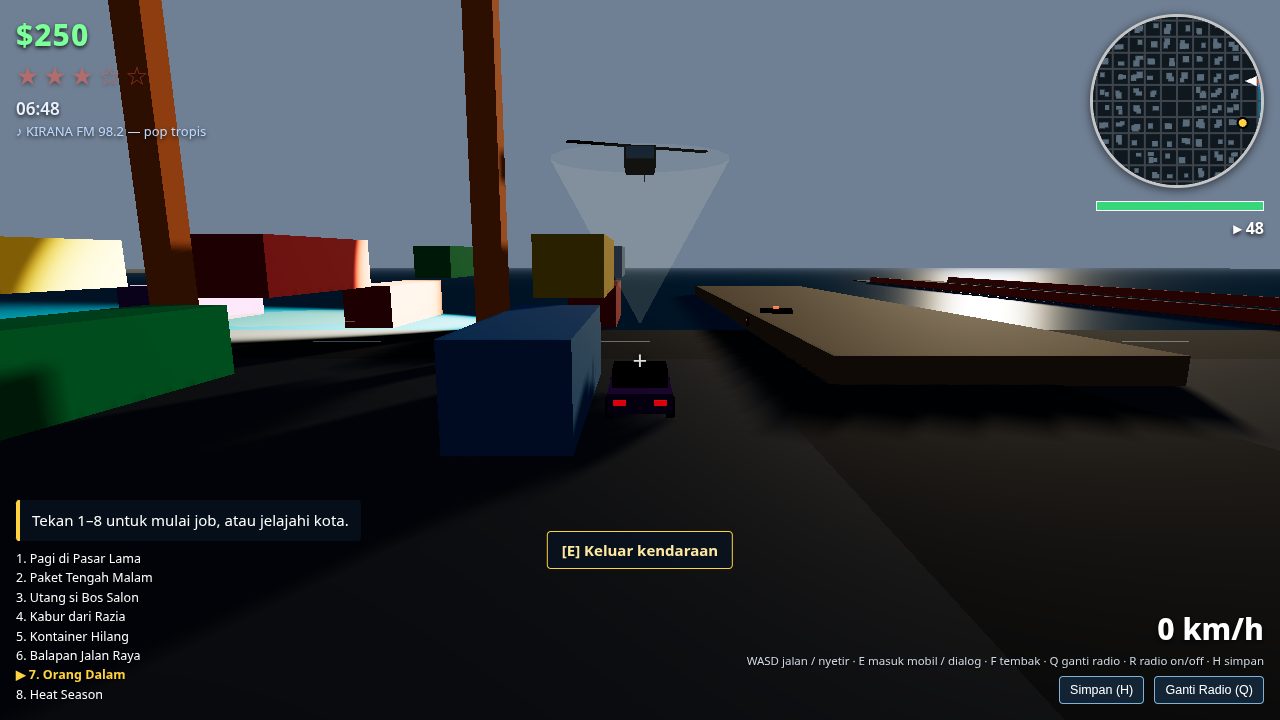 $250
★ ★ ★ ☆ ☆
06:48
♪ KIRANA FM 98.2 — pop tropis
▸ 48
Tekan 1–8 untuk mulai job, atau jelajahi kota.
1. Pagi di Pasar Lama
2. Paket Tengah Malam
3. Utang si Bos Salon
4. Kabur dari Razia
5. Kontainer Hilang
6. Balapan Jalan Raya
▶ 7. Orang Dalam
8. Heat Season
[E] Keluar kendaraan
0 km/h
WASD jalan / nyetir · E masuk mobil / dialog · F tembak · Q ganti radio · R radio on/off · H simpan
Simpan (H)
Ganti Radio (Q)